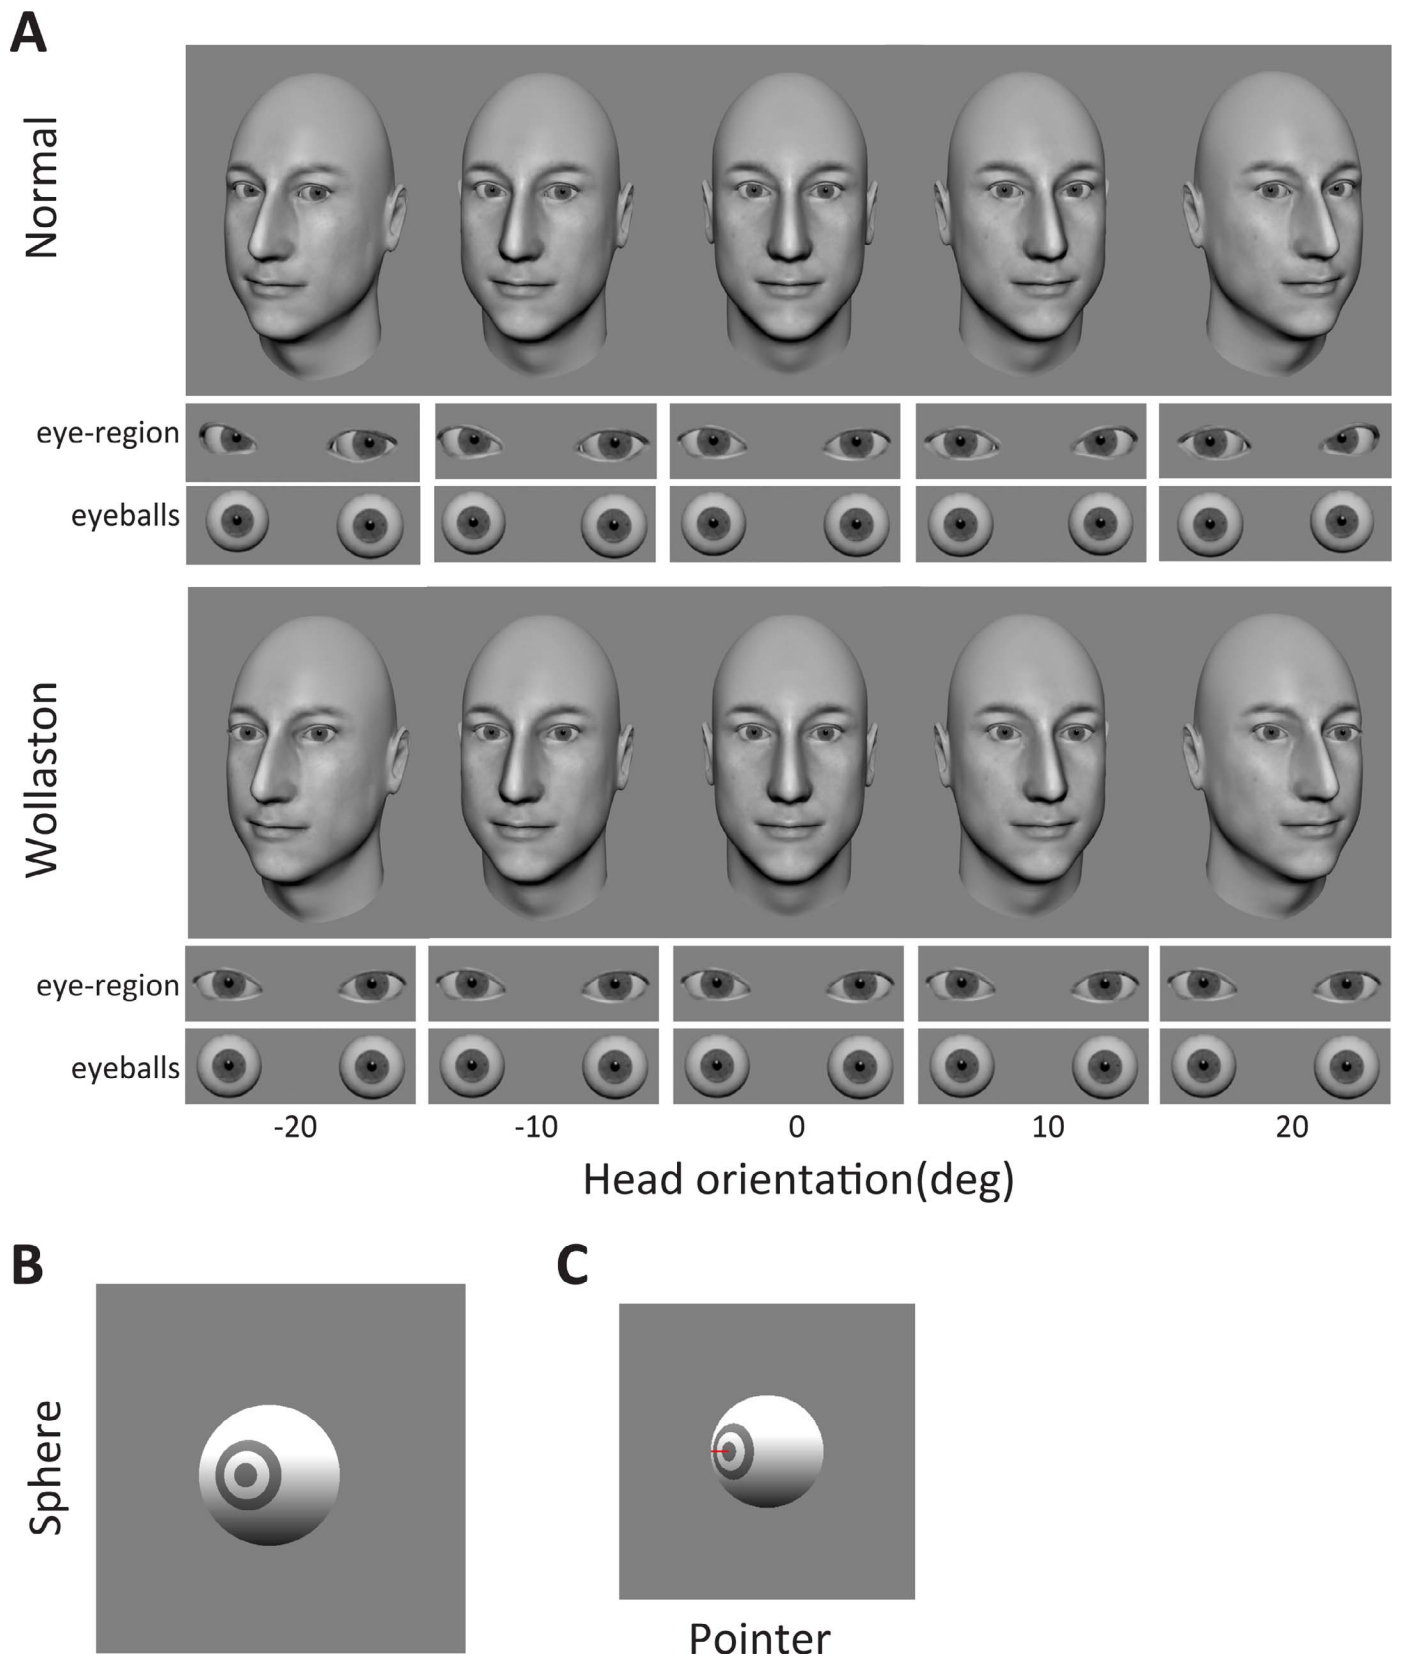 A
Normal
eye-region
eyeballs
Wollaston
eye-region
eyeballs
-20 -10 0 10 20
Head orientation(deg)
B
Sphere
C
Pointer